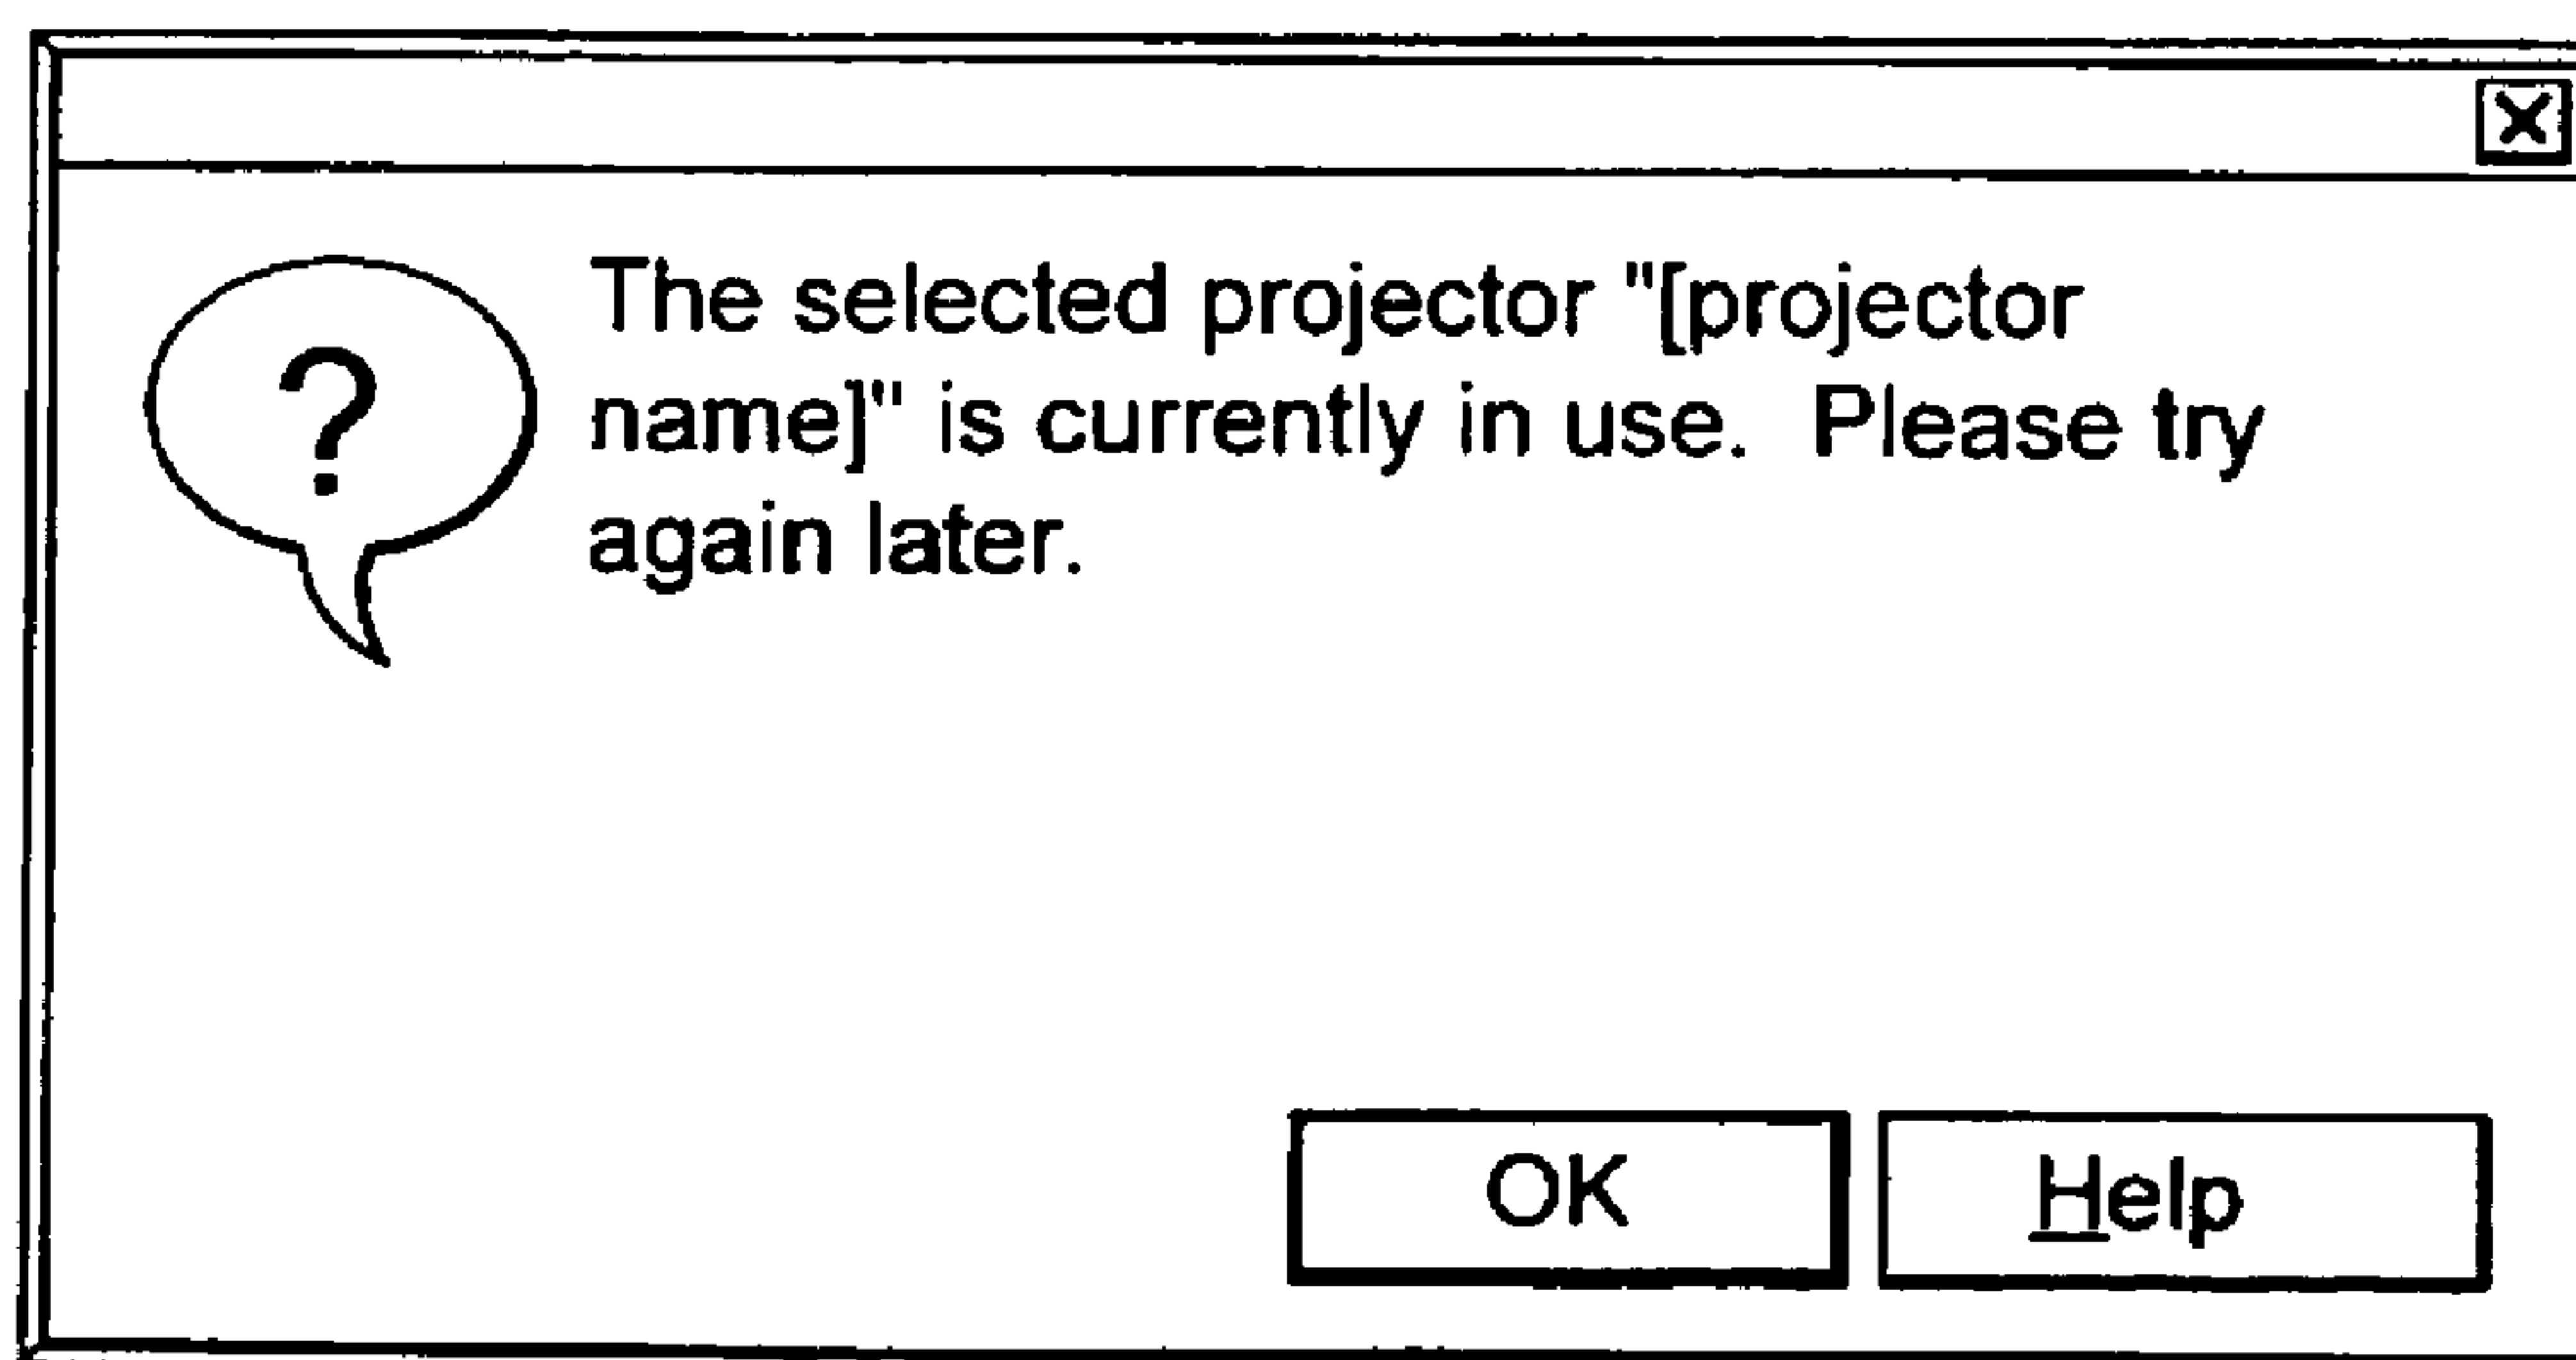 The selected projector "[projector
name]" is currently in use.  Please try
again later.
?
OK
Help